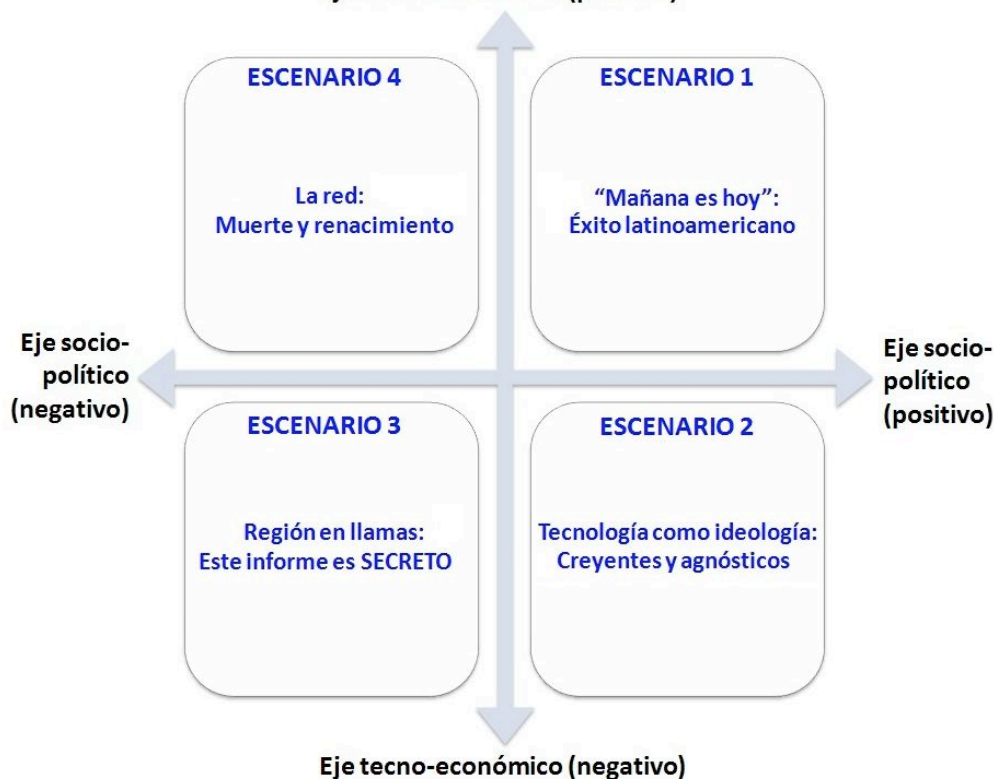 ESCENARIO 4
ESCENARIO 1
La red:
Muerte y renacimiento
“Mañana es hoy”:
Éxito latinoamericano
Eje socio-
político
(negativo)
Eje socio-
político
(positivo)
ESCENARIO 3
ESCENARIO 2
Región en llamas:
Este informe es SECRETO
Tecnología como ideología:
Creyentes y agnósticos
Eje tecno-económico (negativo)